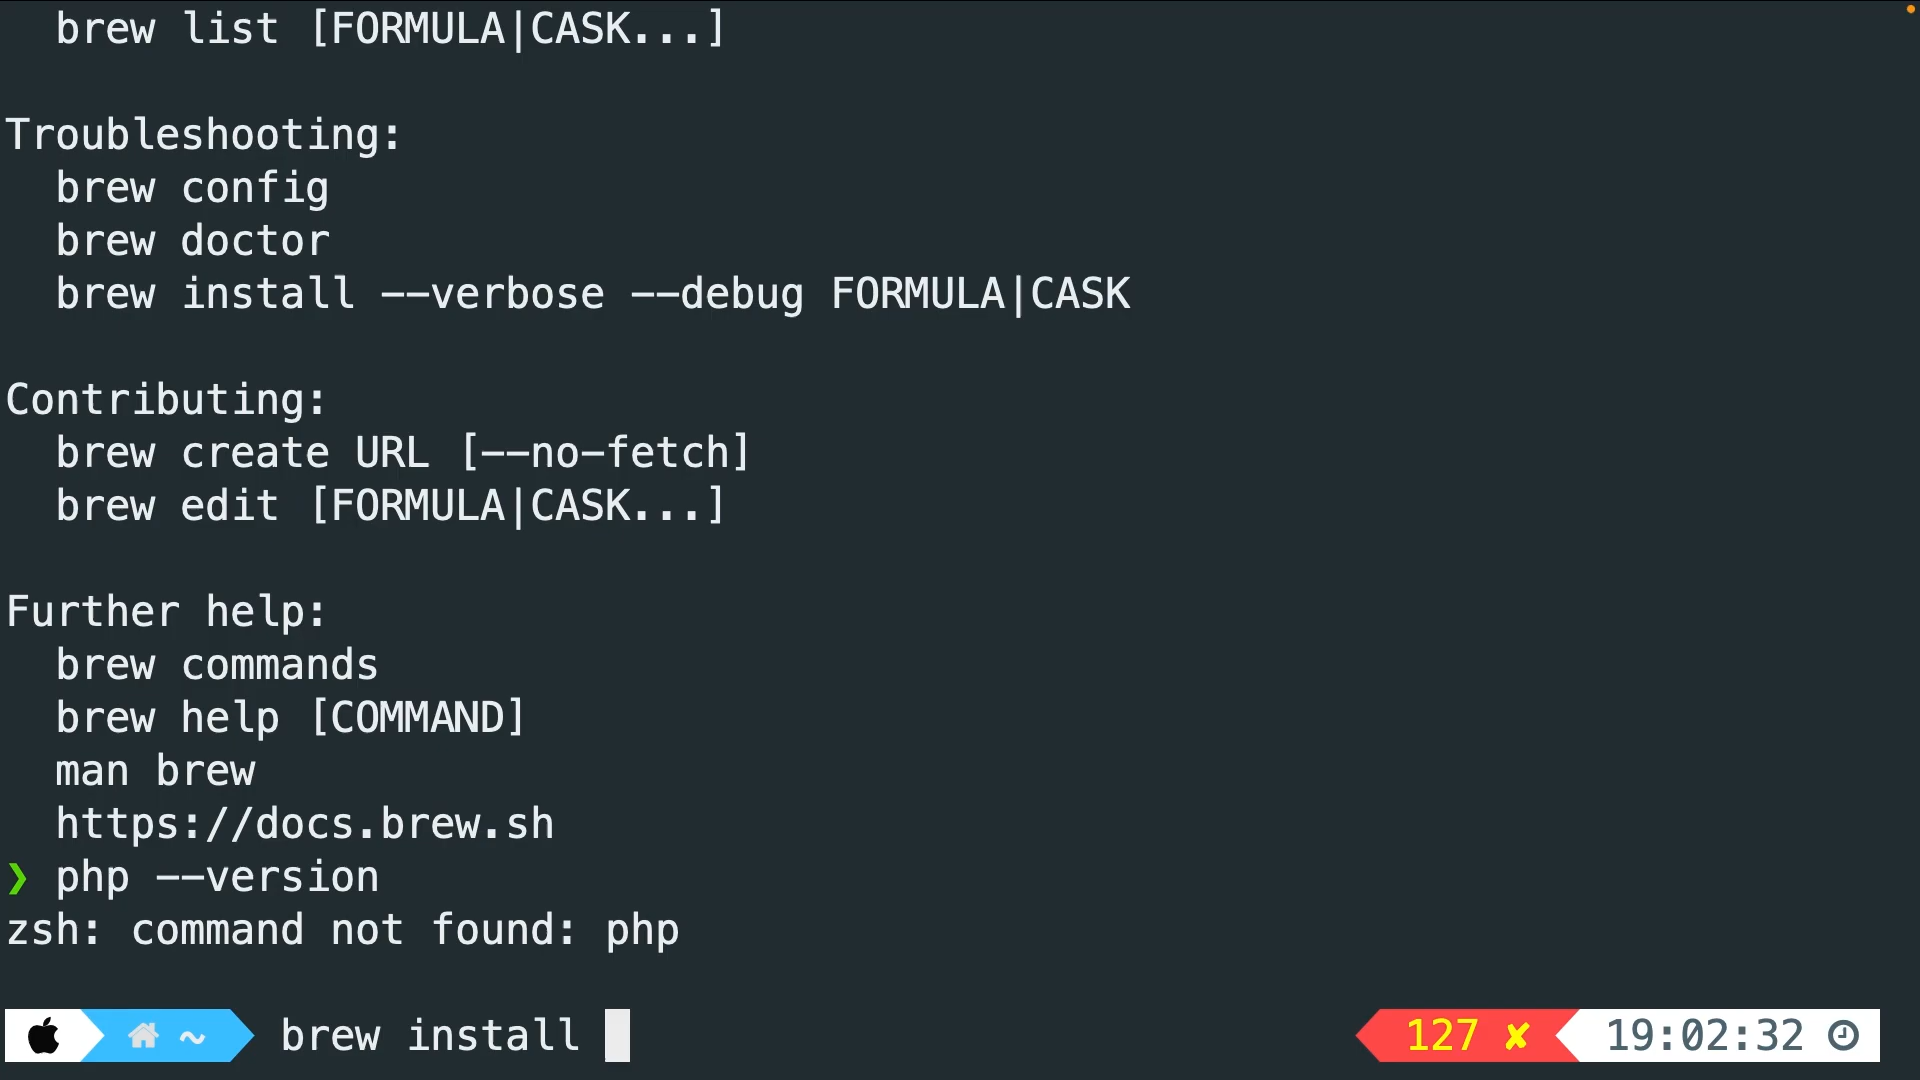 brew list [FORMULA|CASK...]
Troubleshooting:
brew config
brew doctor
brew install --verbose --debug FORMULA|CASK
Contributing:
brew create URL [--no-fetch]
brew edit [FORMULA|CASK...]
Further help:
brew commands
brew help [COMMAND]
man brew
https://docs.brew.sh
❯ php --version
zsh: command not found: php
~ brew install 127 ✘ 19:02:32